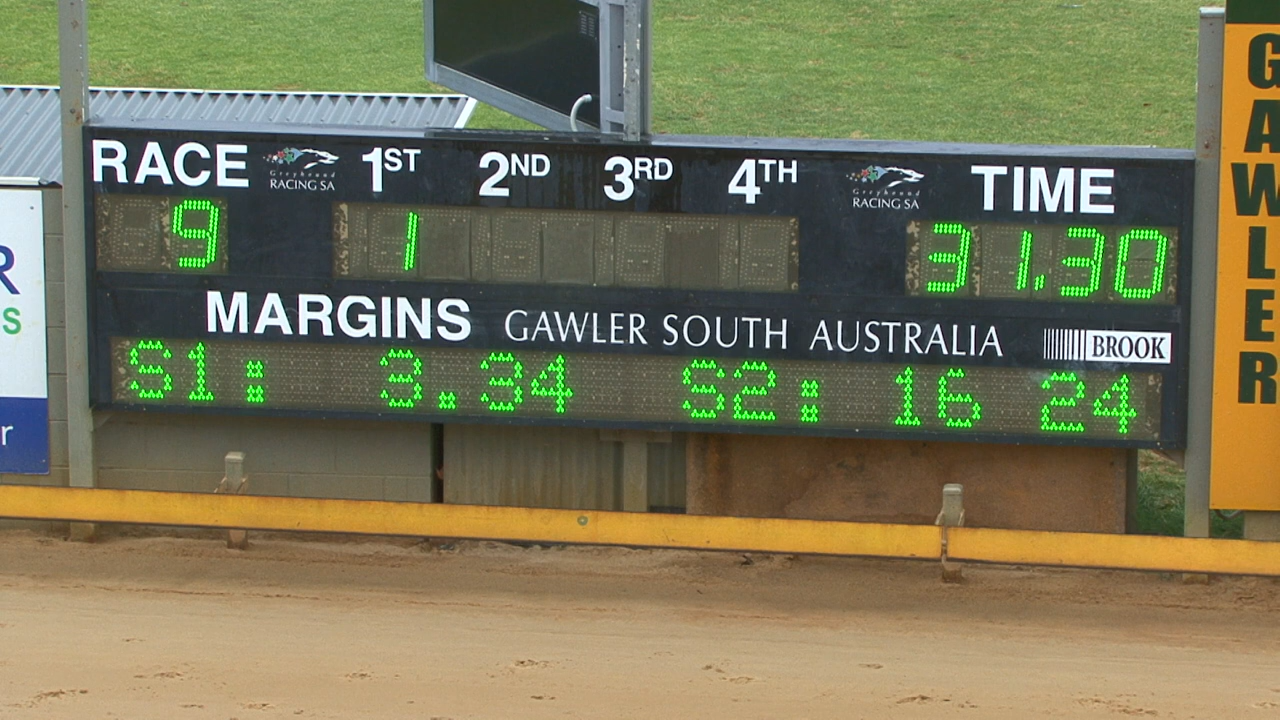 RACE Greyhound RACING SA 1ST 2ND 3RD 4TH Greyhound RACING SA TIME
9 1 31.30
MARGINS GAWLER SOUTH AUSTRALIA BROOK
S1: 3.34 S2: 16 24
GAWLER
R
S
r